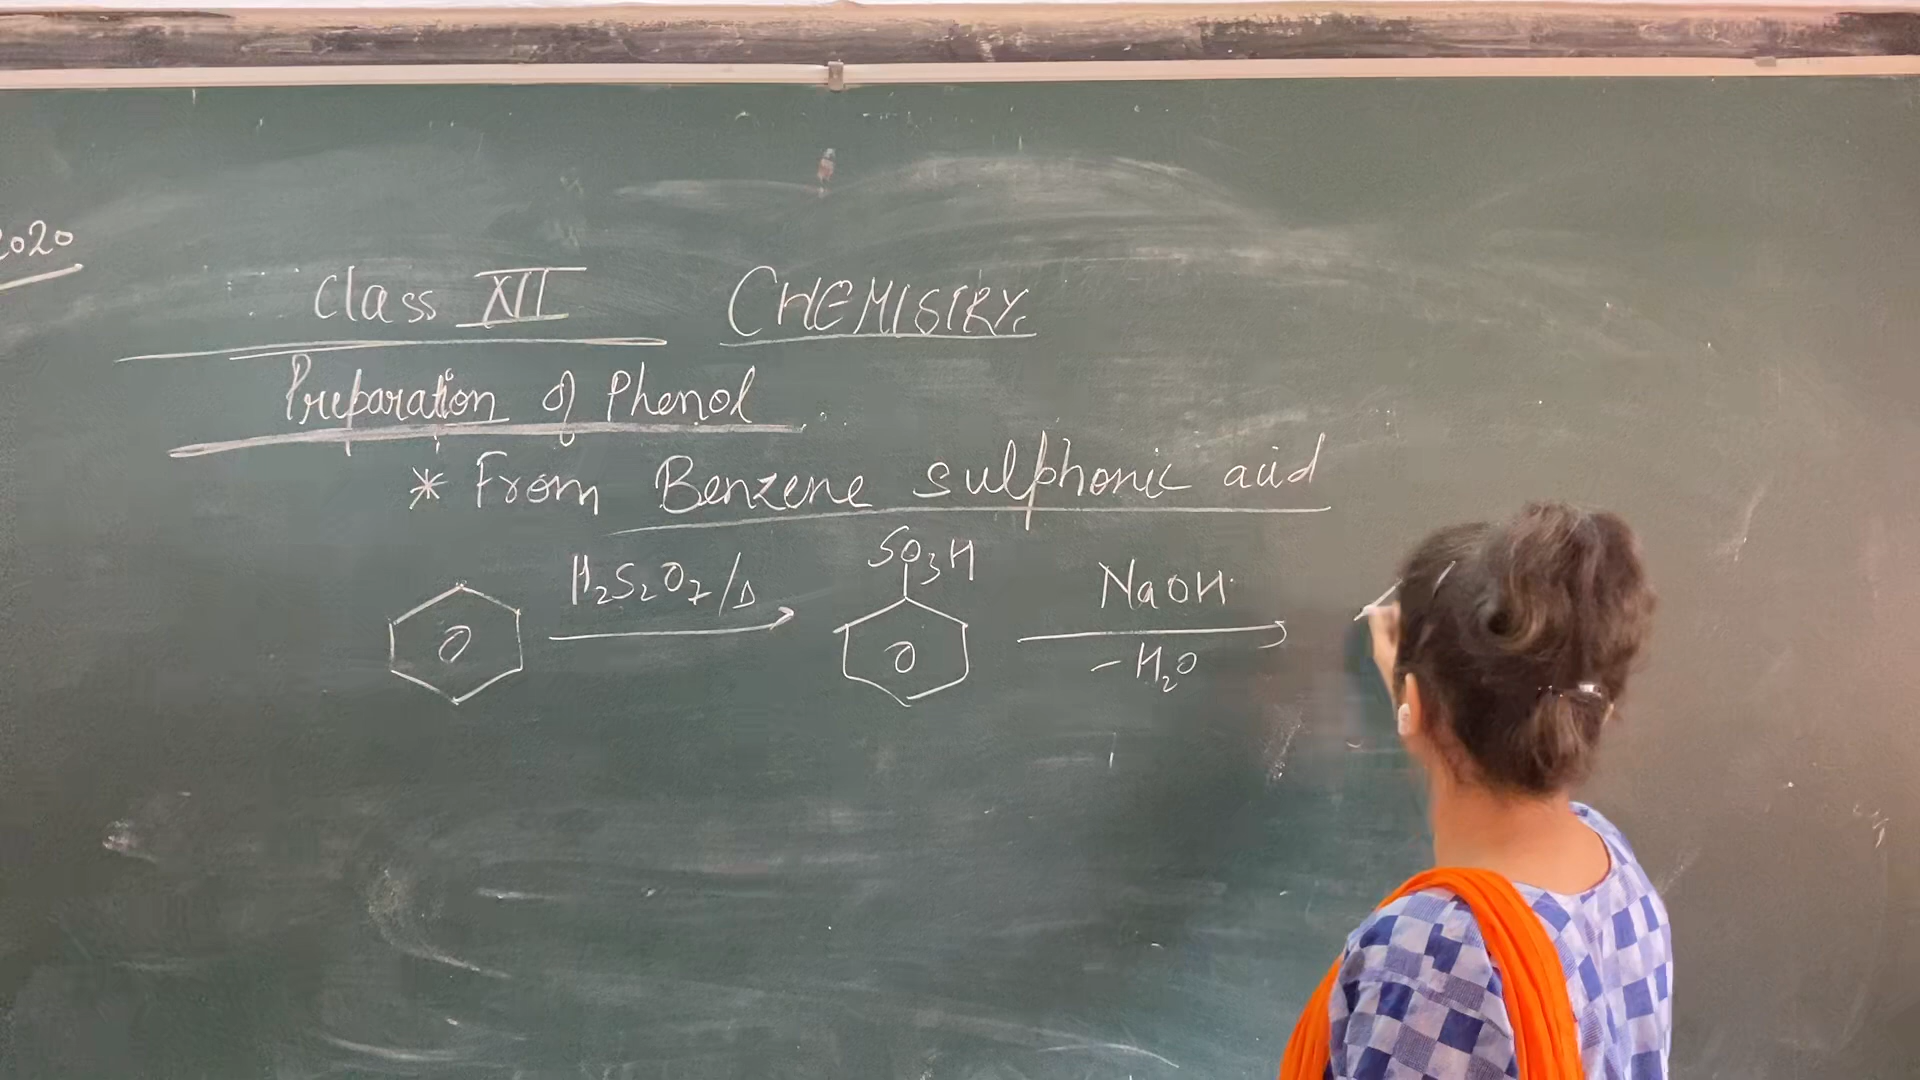 2020
Class XII CHEMISTRY.
Preparation of Phenol
* From Benzene sulphonic acid
H₂S₂O₇/Δ SO₃H NaOH
-H₂O